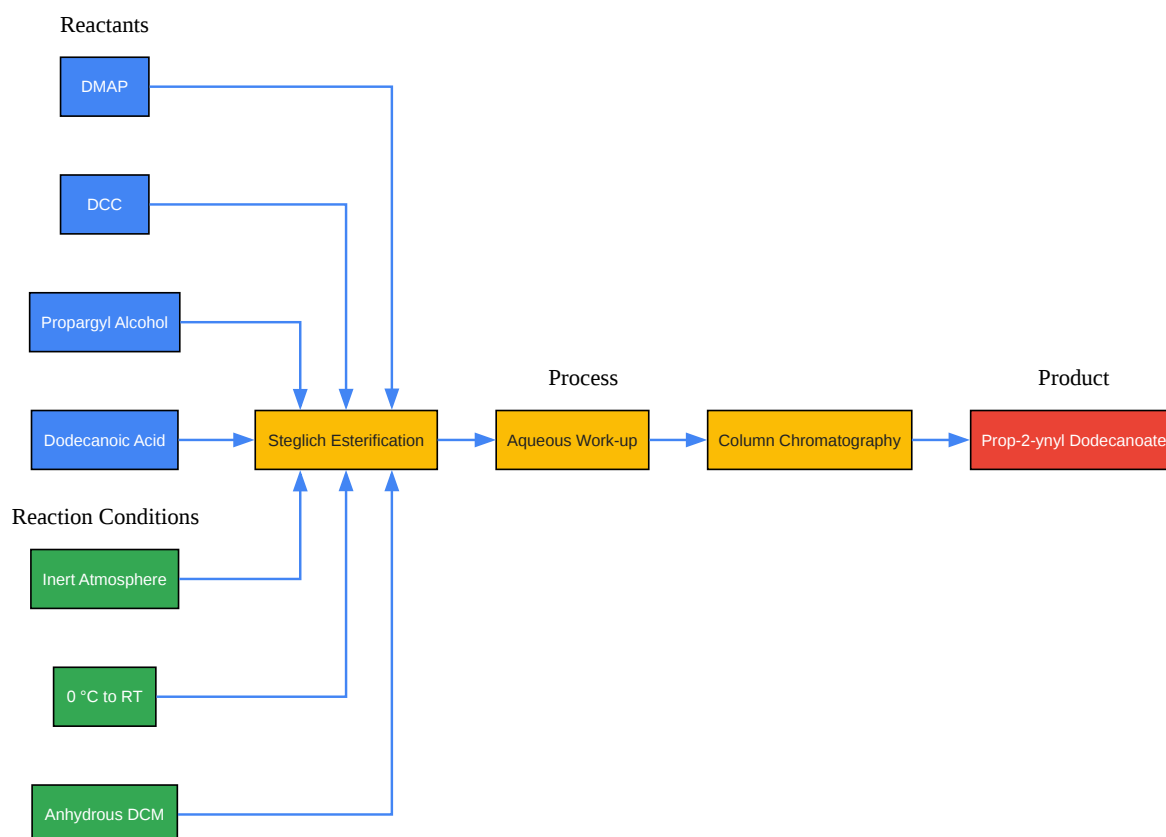 Reactants
DMAP
DCC
Propargyl Alcohol
Process
Product
Dodecanoic Acid
Steglich Esterification
Aqueous Work-up
Column Chromatography
Prop-2-ynyl Dodecanoate
Reaction Conditions
Inert Atmosphere
0 °C to RT
Anhydrous DCM